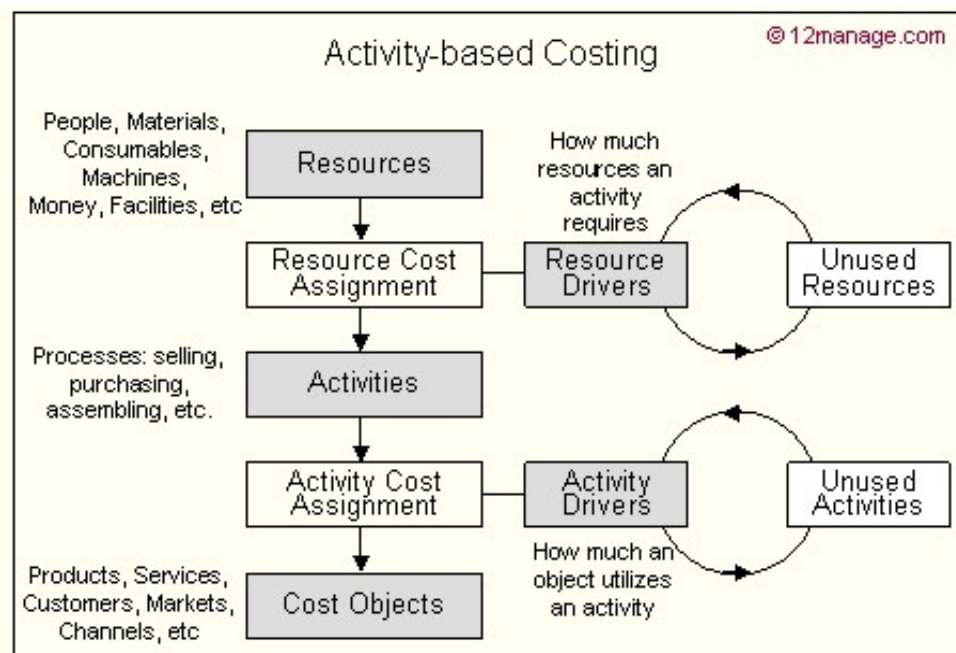 © 12manage.com
Activity-based Costing
People, Materials,
Consumables,
Machines,
Money, Facilities, etc
Resources
How much
resources an
activity
requires
Resource Cost
Assignment
Resource
Drivers
Unused
Resources
Processes: selling,
purchasing,
assembling, etc.
Activities
Activity Cost
Assignment
Activity
Drivers
Unused
Activities
How much an
object utilizes
an activity
Products, Services,
Customers, Markets,
Channels, etc
Cost Objects